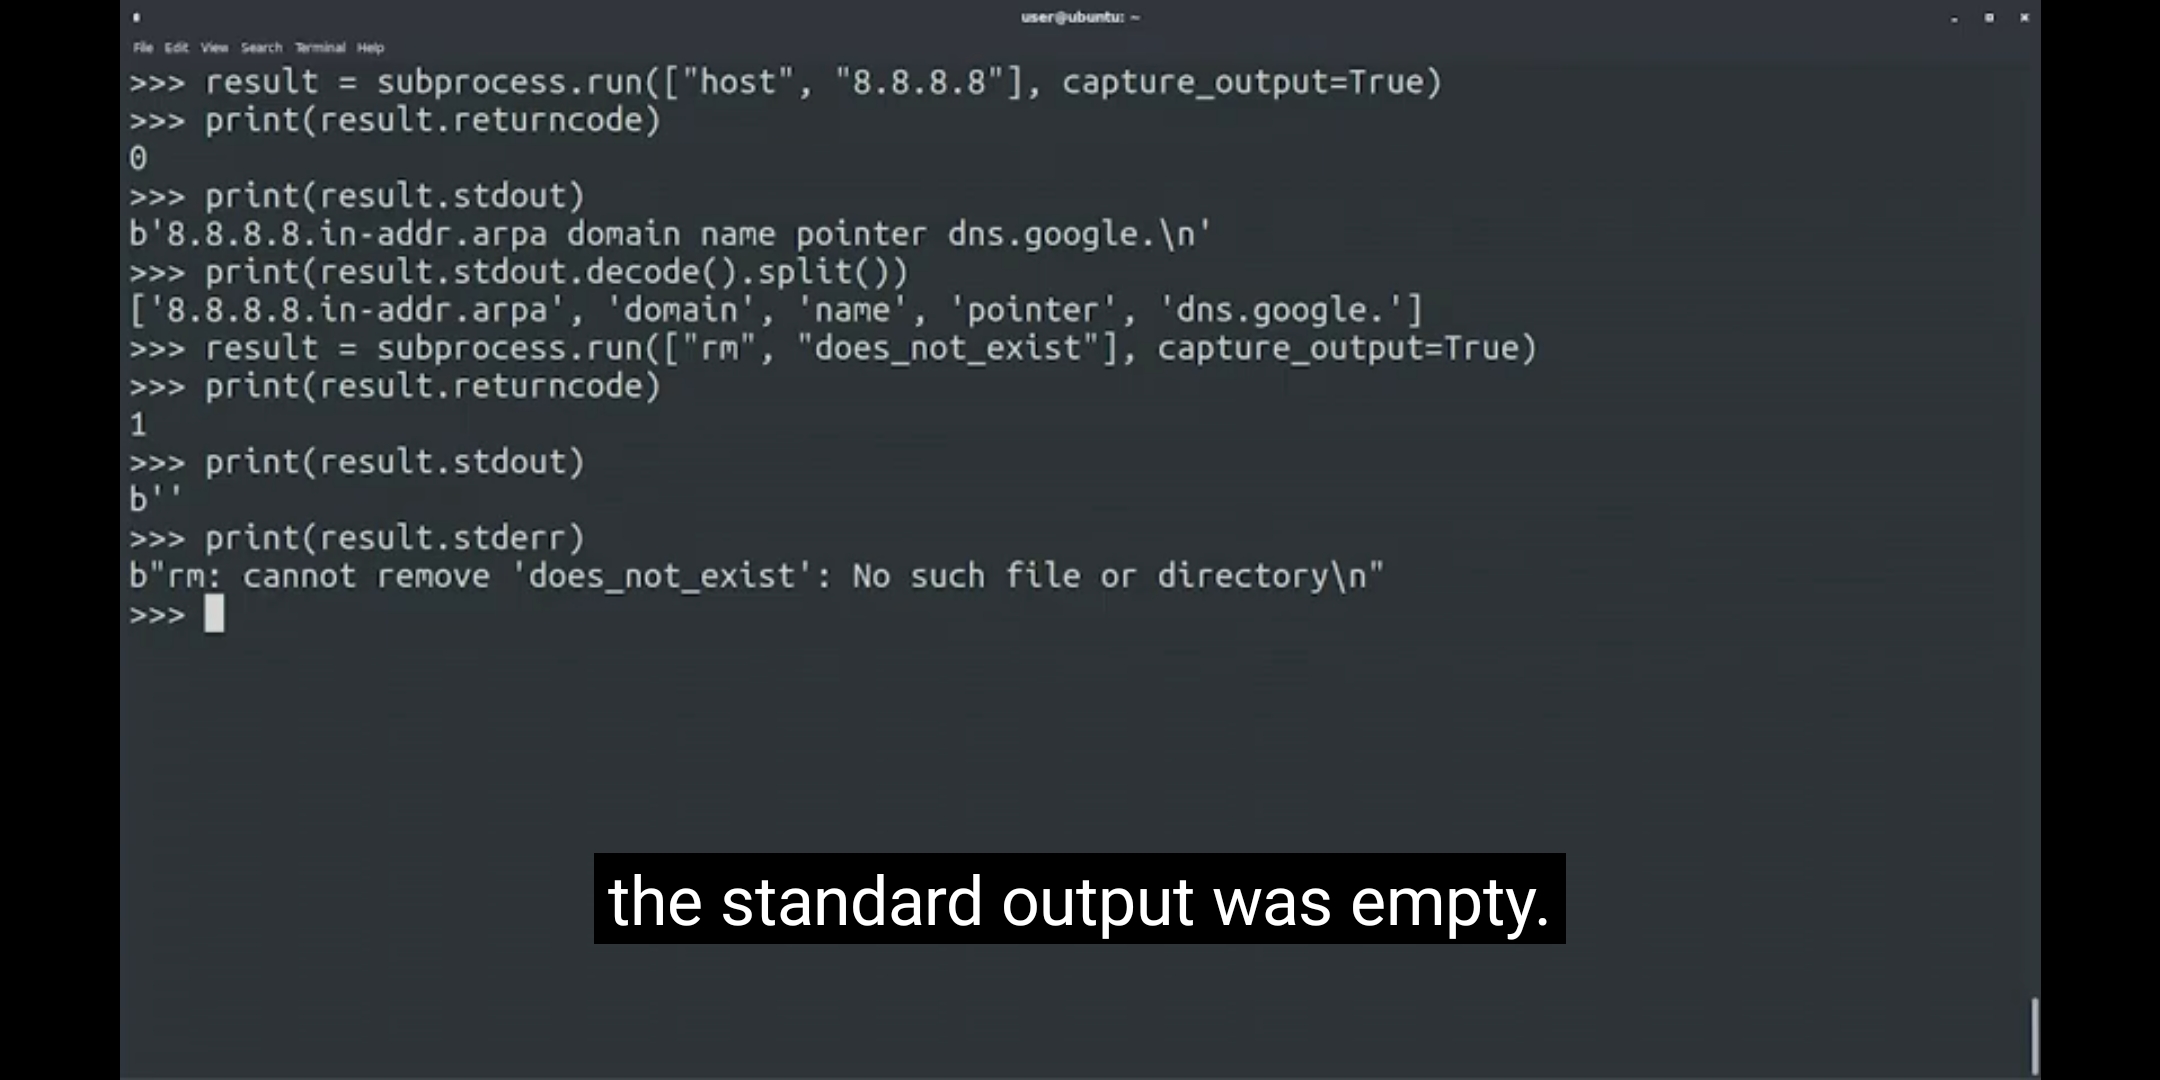 user@ubuntu: ~
File Edit View Search Terminal Help
>>> result = subprocess.run(["host", "8.8.8.8"], capture_output=True)
>>> print(result.returncode)
0
>>> print(result.stdout)
b'8.8.8.8.in-addr.arpa domain name pointer dns.google.\n'
>>> print(result.stdout.decode().split())
['8.8.8.8.in-addr.arpa', 'domain', 'name', 'pointer', 'dns.google.']
>>> result = subprocess.run(["rm", "does_not_exist"], capture_output=True)
>>> print(result.returncode)
1
>>> print(result.stdout)
b''
>>> print(result.stderr)
b"rm: cannot remove 'does_not_exist': No such file or directory\n"
>>>
the standard output was empty.